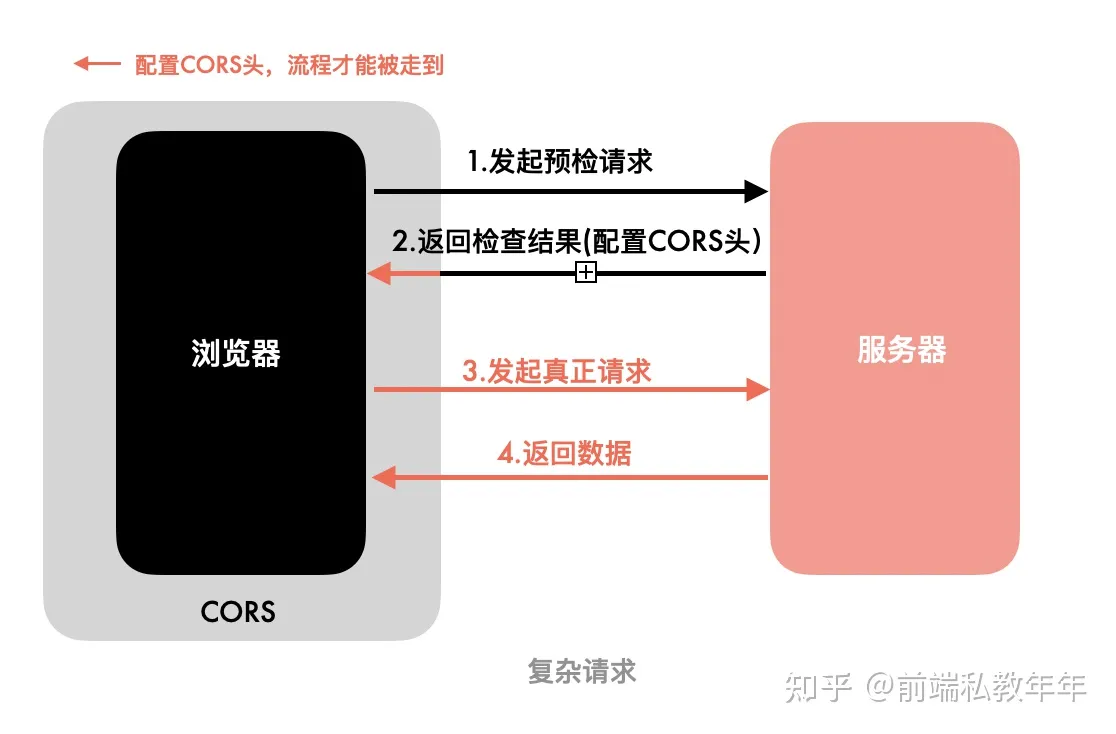 配置CORS头，流程才能被走到
1.发起预检请求
2.返回检查结果(配置CORS头）
浏览器
服务器
3.发起真正请求
4.返回数据
CORS
复杂请求
知乎 @前端私教年年